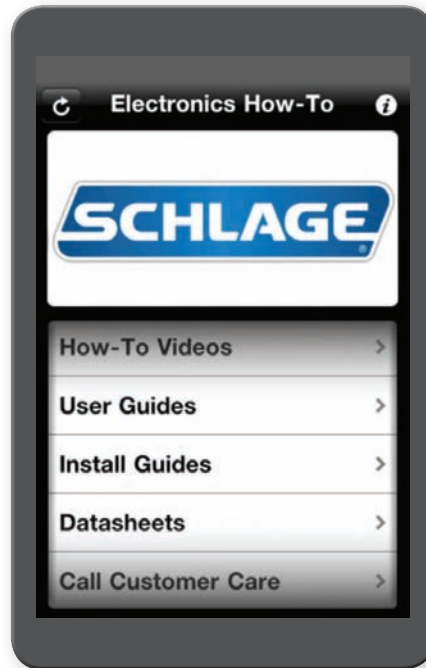 Electronics How-To
SCHLAGE
How-To Videos
User Guides
Install Guides
Datasheets
Call Customer Care